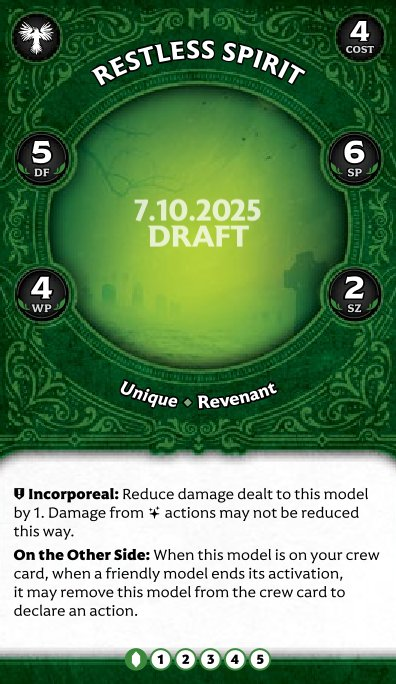 4
COST
RESTLESS SPIRIT
5
DF
6
SP
7.10.2025
DRAFT
4
WP
2
SZ
Unique ◆ Revenant
Incorporeal: Reduce damage dealt to this model
by 1. Damage from actions may not be reduced
this way.
On the Other Side: When this model is on your crew
card, when a friendly model ends its activation,
it may remove this model from the crew card to
declare an action.
1 2 3 4 5